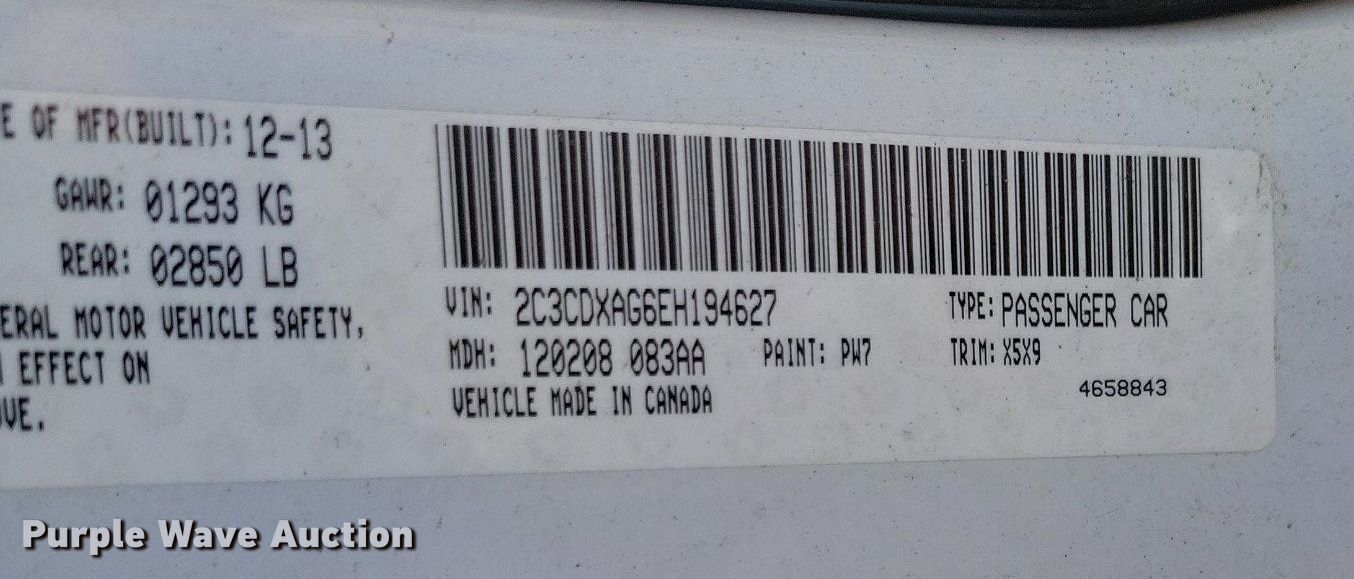 E OF MFR(BUILT): 12-13
GAWR: 01293 KG
REAR: 02850 LB
ERAL MOTOR VEHICLE SAFETY,
EFFECT ON
VE.
VIN: 2C3CDXAG6EH194627
TYPE: PASSENGER CAR
MDH: 120208 083AA
PAINT: PW7
TRIM: X5X9
VEHICLE MADE IN CANADA
4658843
Purple Wave Auction